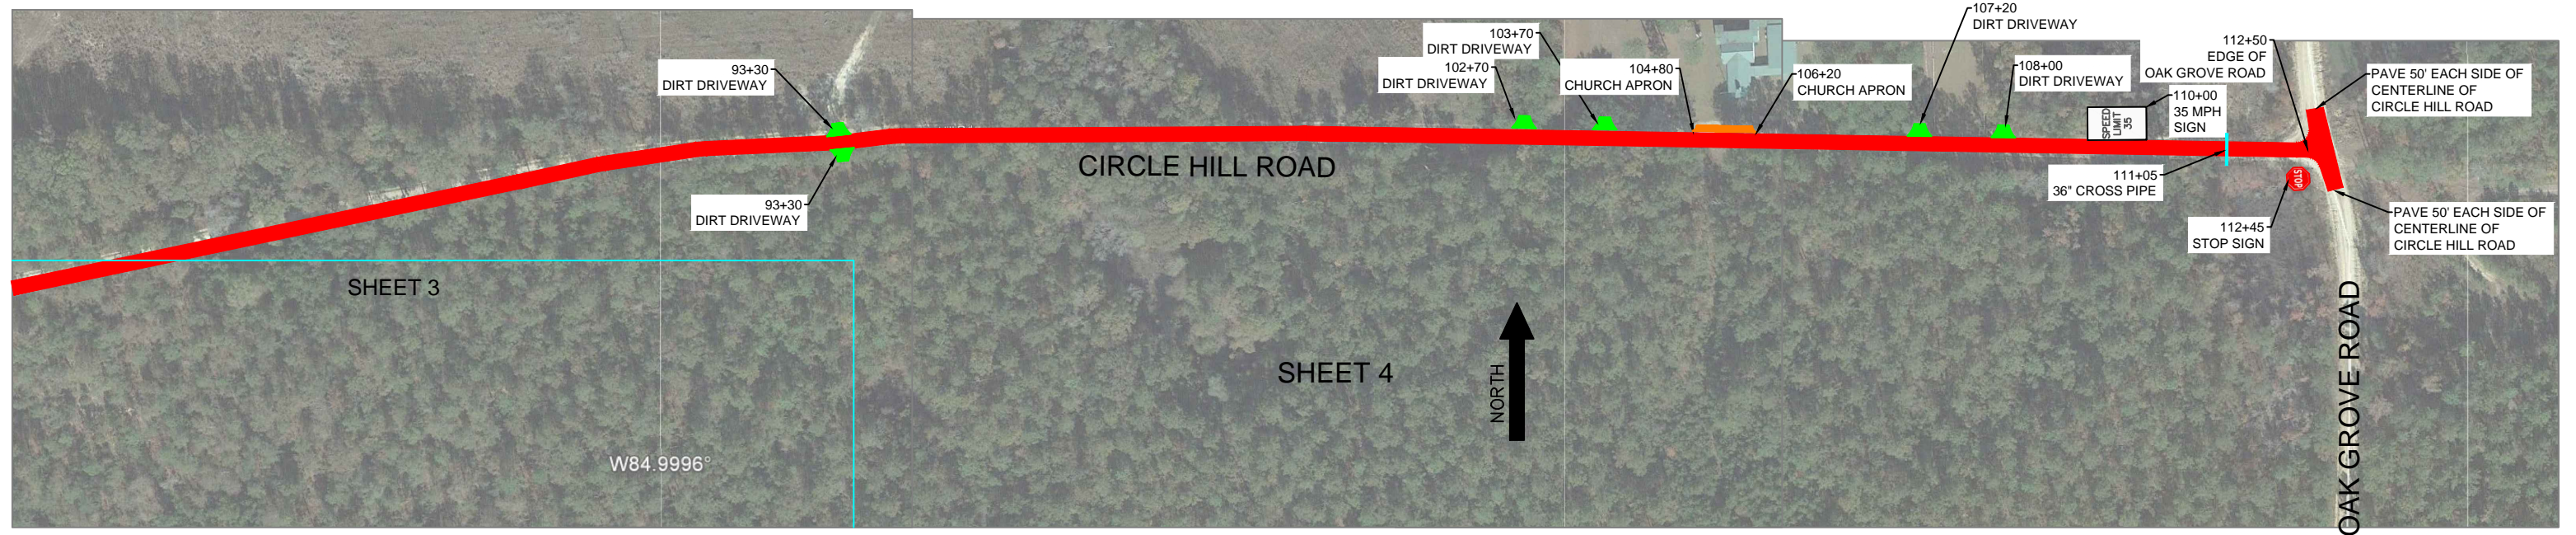 93+30
DIRT DRIVEWAY
93+30
DIRT DRIVEWAY
SHEET 3
W84.9996°
CIRCLE HILL ROAD
SHEET 4
NORTH
103+70
DIRT DRIVEWAY
102+70
DIRT DRIVEWAY
104+80
CHURCH APRON
106+20
CHURCH APRON
107+20
DIRT DRIVEWAY
108+00
DIRT DRIVEWAY
SPEED
LIMIT
35
110+00
35 MPH
SIGN
111+05
36" CROSS PIPE
112+50
EDGE OF
OAK GROVE ROAD
STOP
112+45
STOP SIGN
PAVE 50' EACH SIDE OF
CENTERLINE OF
CIRCLE HILL ROAD
PAVE 50' EACH SIDE OF
CENTERLINE OF
CIRCLE HILL ROAD
OAK GROVE ROAD